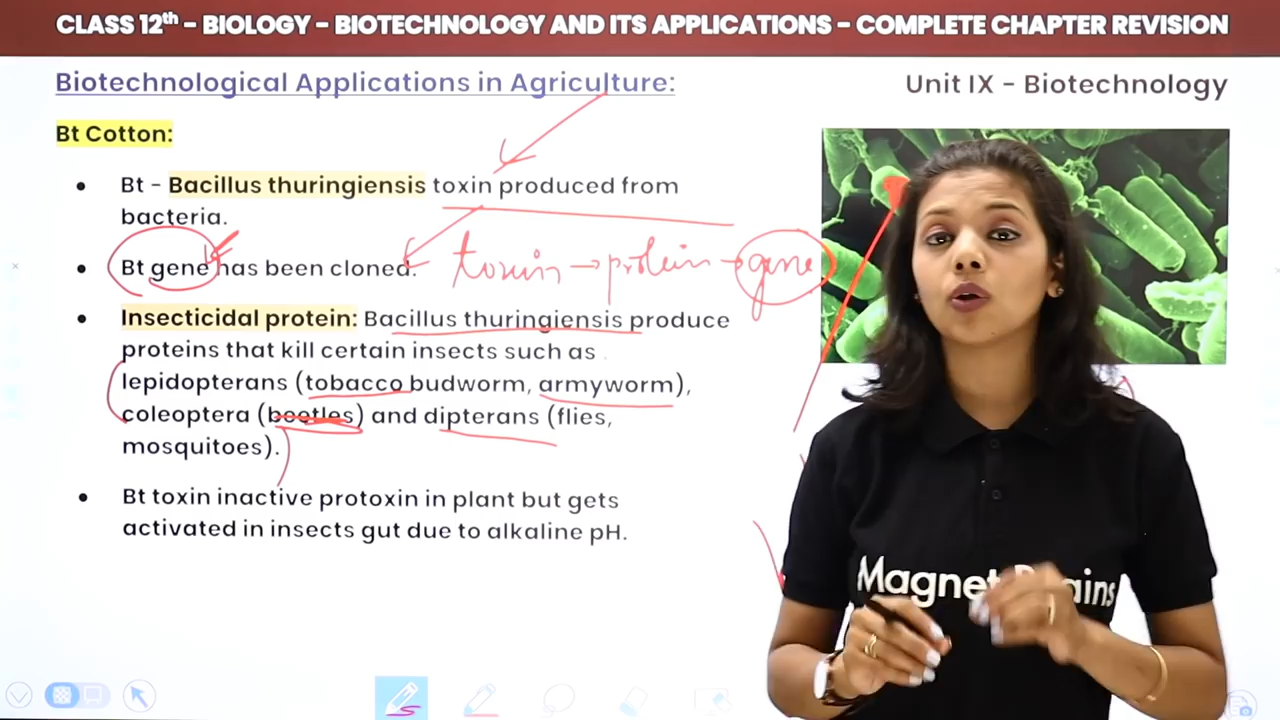 CLASS 12th – BIOLOGY – BIOTECHNOLOGY AND ITS APPLICATIONS – COMPLETE CHAPTER REVISION
Biotechnological Applications in Agriculture:
Unit IX – Biotechnology
Bt Cotton:
• Bt – Bacillus thuringiensis toxin produced from
bacteria.
• Bt gene has been cloned.
toxin → protein → gene
• Insecticidal protein: Bacillus thuringiensis produce
proteins that kill certain insects such as
lepidopterans (tobacco budworm, armyworm),
coleoptera (beetles) and dipterans (flies,
mosquitoes).
• Bt toxin inactive protoxin in plant but gets
activated in insects gut due to alkaline pH.
Magnet Brains